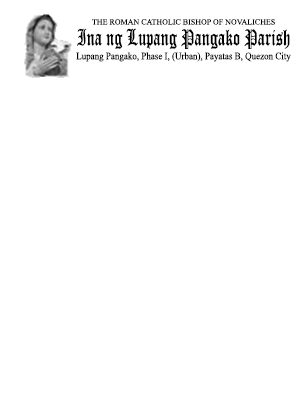 THE ROMAN CATHOLIC BISHOP OF NOVALICHES
Ina ng Lupang Pangako Parish
Lupang Pangako, Phase I, (Urban), Payatas B, Quezon City